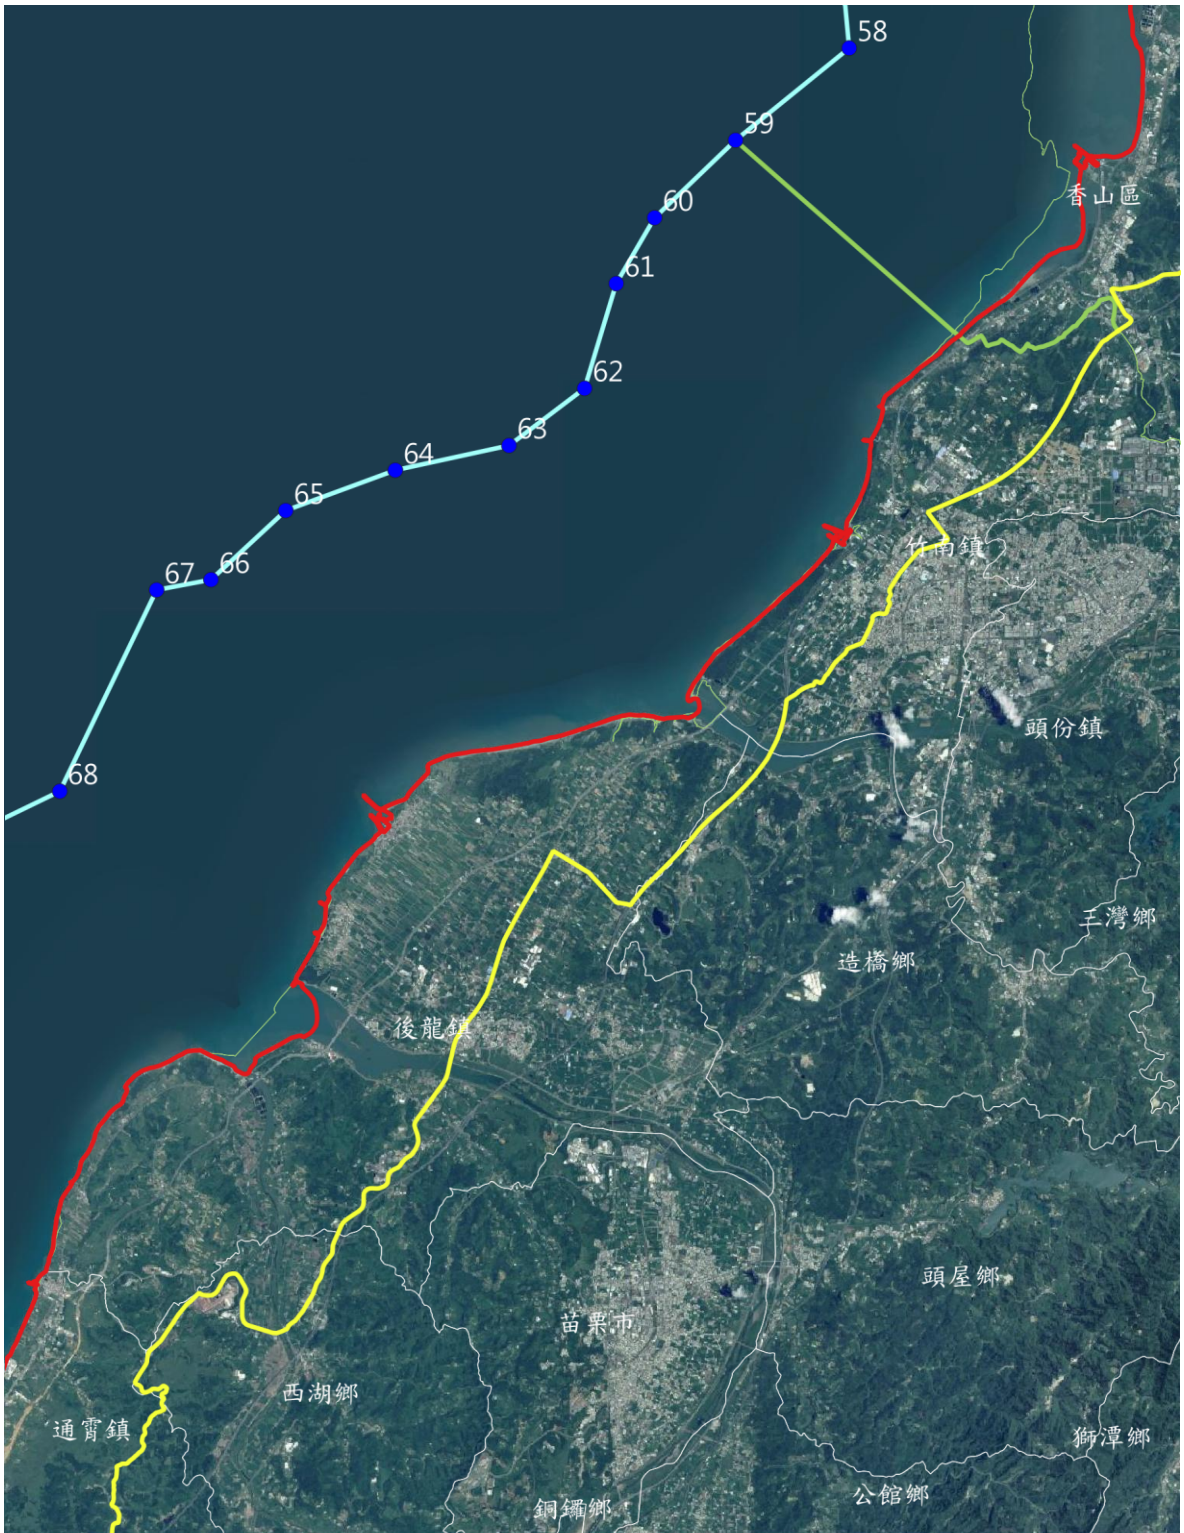 58
59
香山區
60
61
62
63
64
65
竹南鎮
66
67
頭份鎮
68
三灣鄉
造橋鄉
後龍鎮
頭屋鄉
苗栗市
西湖鄉
通霄鎮
獅潭鄉
公館鄉
銅鑼鄉